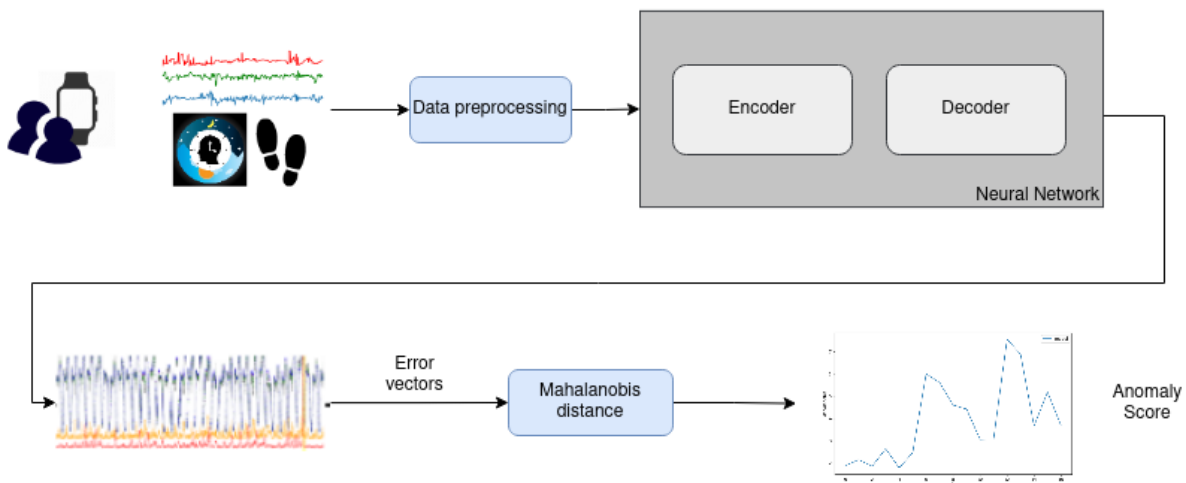 Data preprocessing
Encoder
Decoder
Neural Network
Error
vectors
Mahalanobis
distance
Anomaly
Score